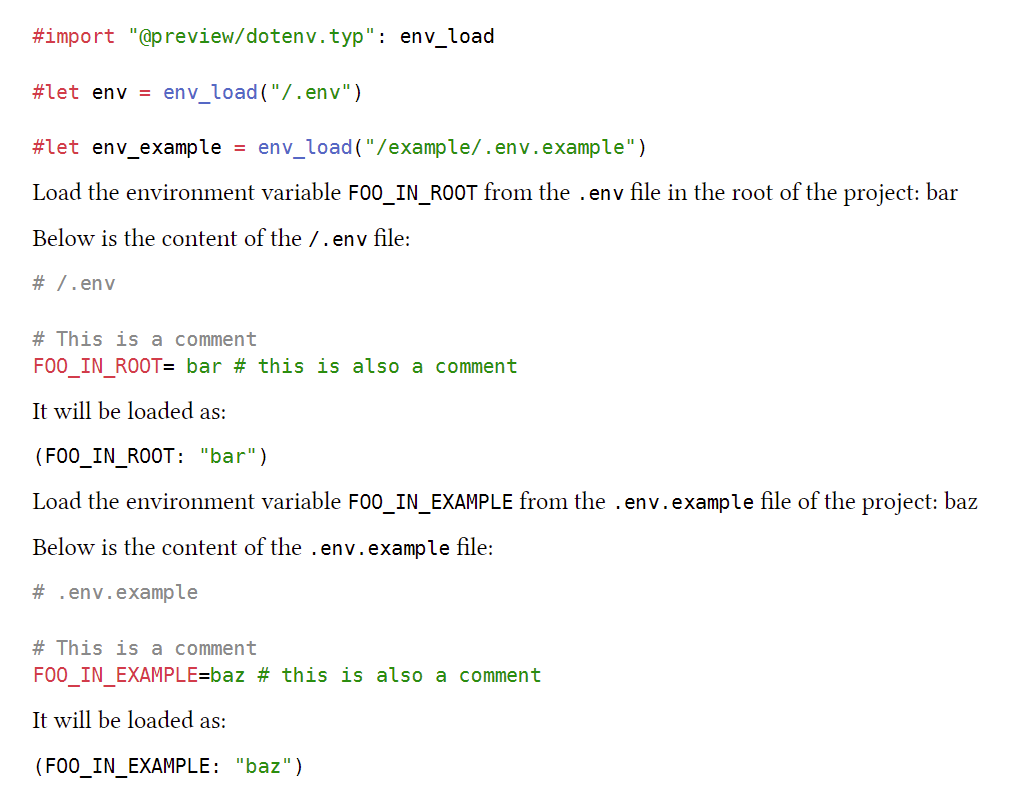 #import "@preview/dotenv.typ": env_load
#let env = env_load("/.env")
#let env_example = env_load("/example/.env.example")
Load the environment variable FOO_IN_ROOT from the .env file in the root of the project: bar
Below is the content of the /.env file:
# /.env
# This is a comment
FOO_IN_ROOT= bar # this is also a comment
It will be loaded as:
(FOO_IN_ROOT: "bar")
Load the environment variable FOO_IN_EXAMPLE from the .env.example file of the project: baz
Below is the content of the .env.example file:
# .env.example
# This is a comment
FOO_IN_EXAMPLE=baz # this is also a comment
It will be loaded as:
(FOO_IN_EXAMPLE: "baz")